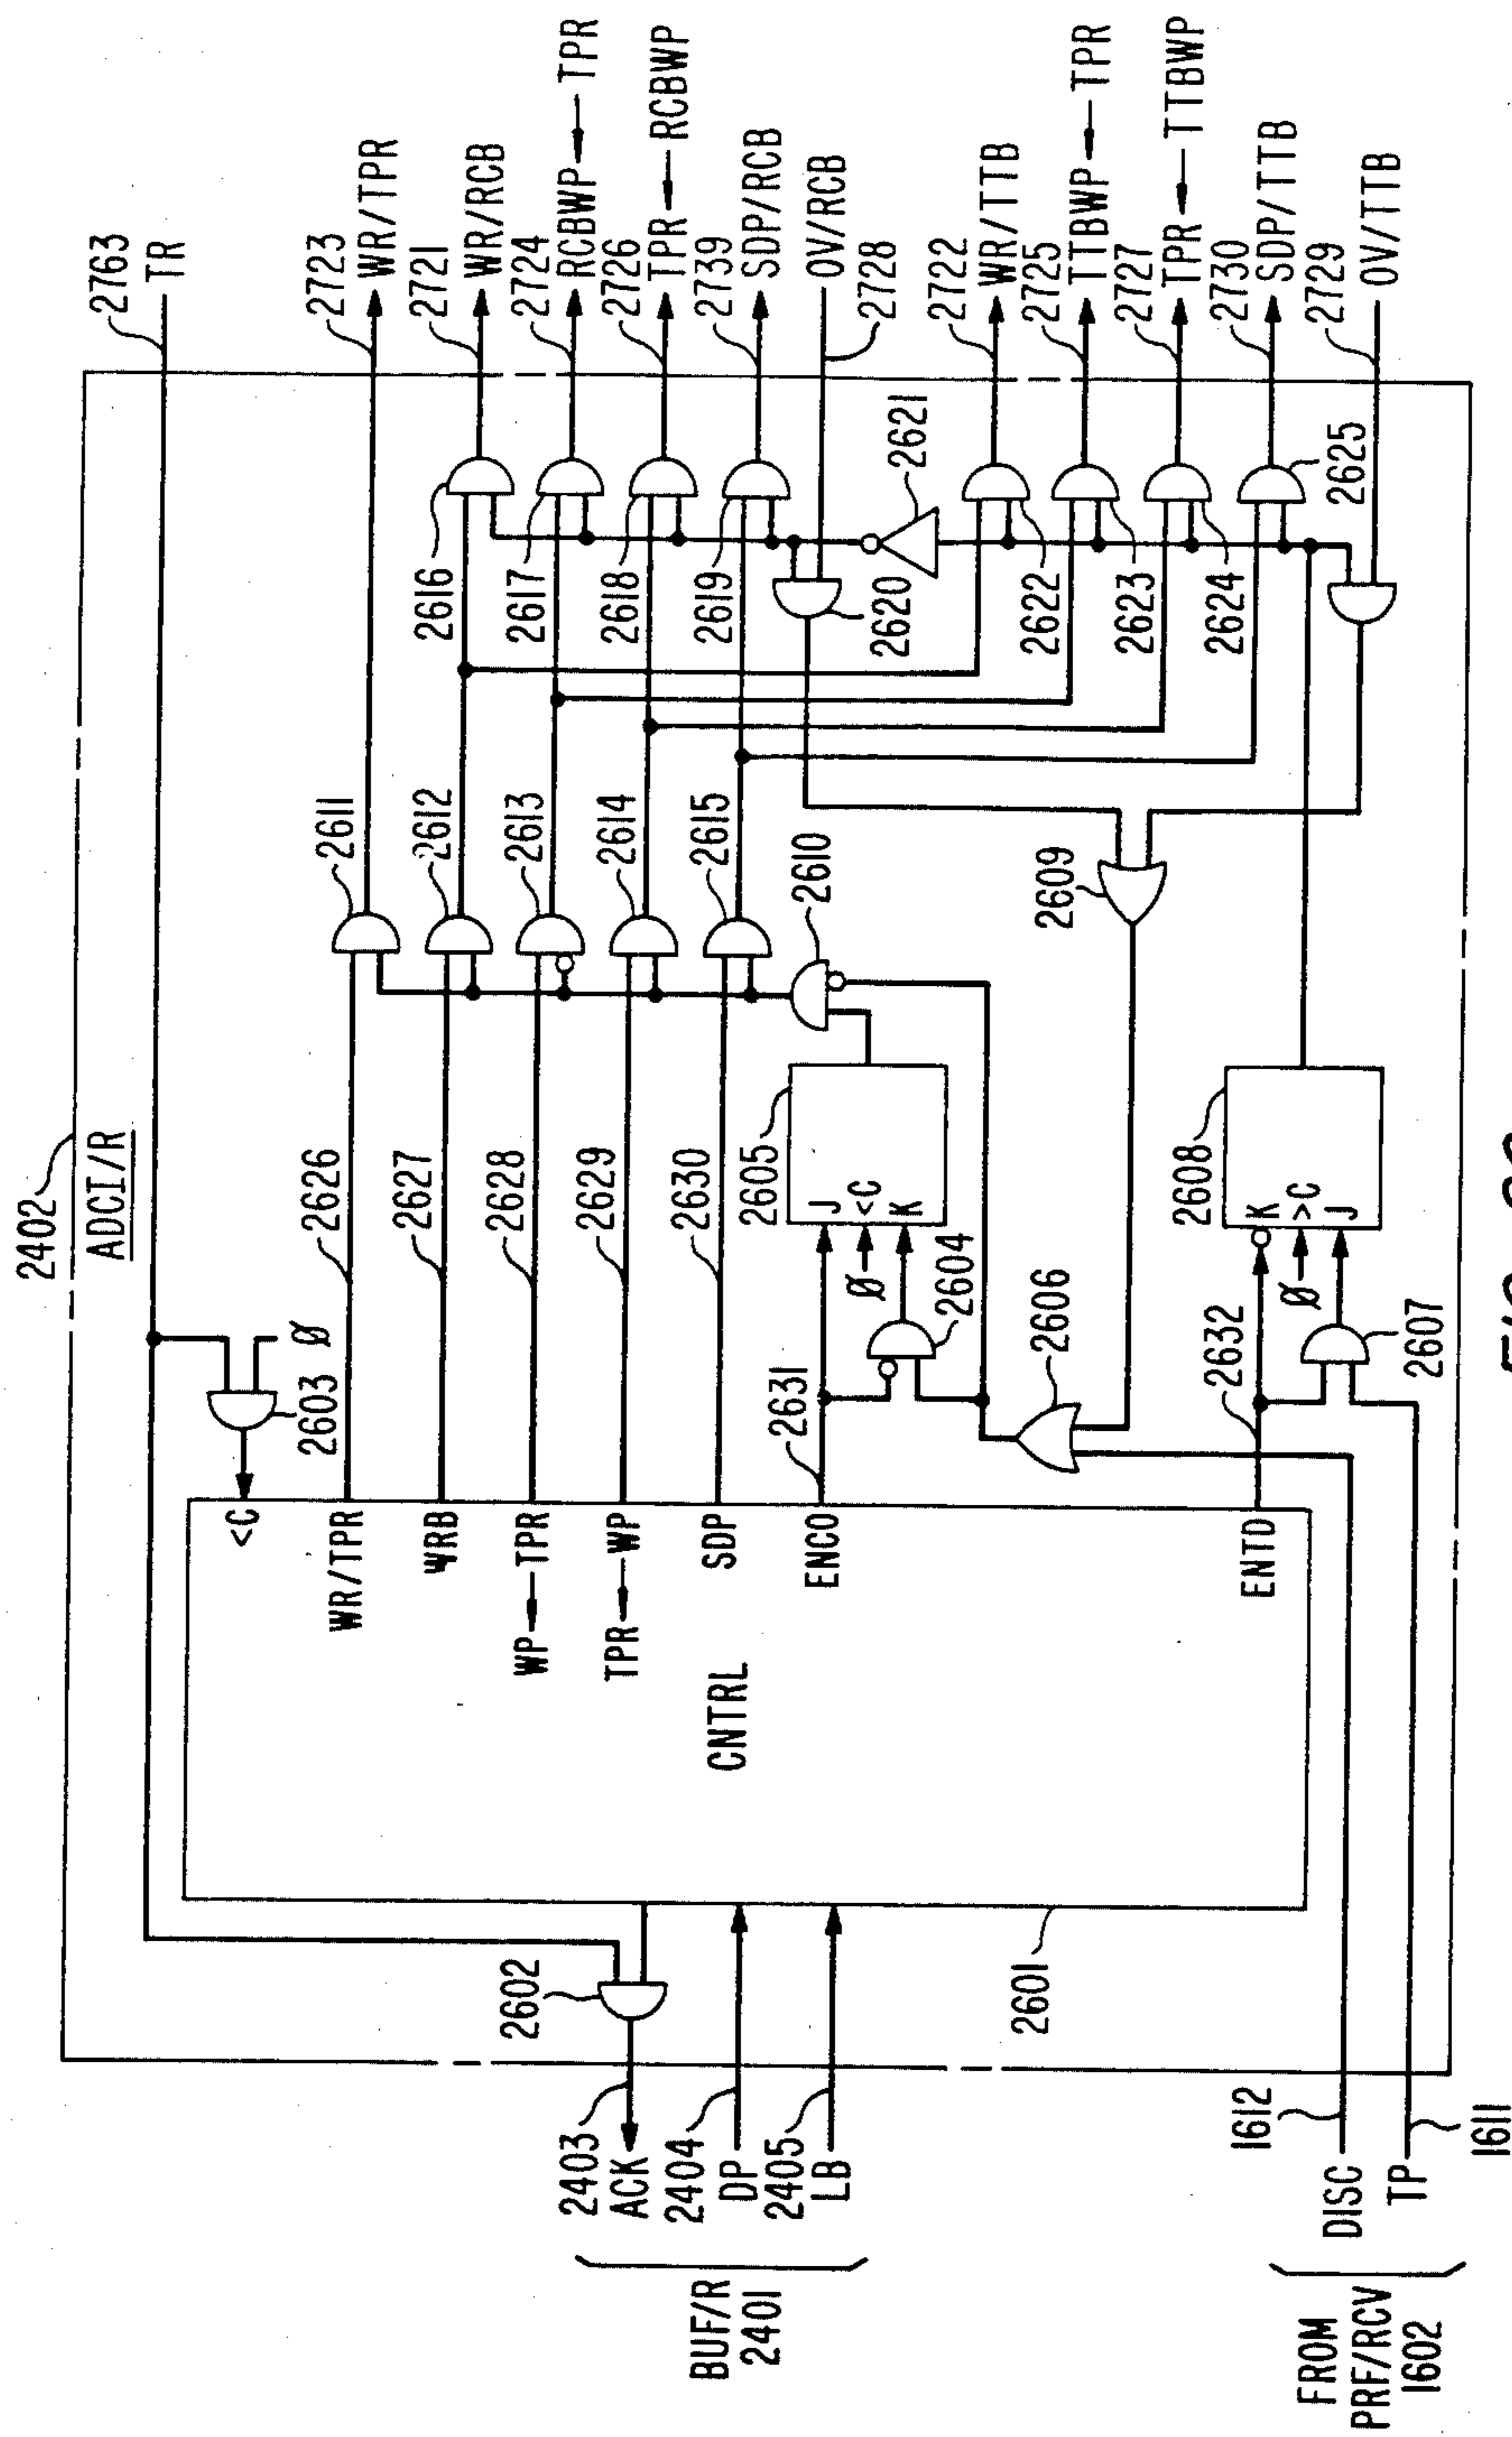 2402
ADCI/R
2763
TR
2603
Ø
<C
2602
2403
ACK
2404
DP
2405
LB
BUF/R
2401
CNTRL
2601
WR/TPR
WRB
WP→TPR
TPR→WP
SDP
ENCO
ENTD
2626
2627
2628
2629
2630
2631
2632
2611
2612
2613
2614
2615
2610
2605
J
<C
K
Ø
2604
2606
2609
2608
K
>C
J
Ø
2607
2616
2617
2618
2619
2620
2621
2622
2623
2624
2625
2723
WR/TPR
2721
WR/RCB
2724
RCBWP→TPR
2726
TPR→RCBWP
2739
SDP/RCB
OV/RCB
2728
2722
WR/TTB
2725
TTBWP→TPR
2727
TPR→TTBWP
2730
SDP/TTB
2729
OV/TTB
1612
DISC
TP
1611
FROM
PRF/RCV
1602